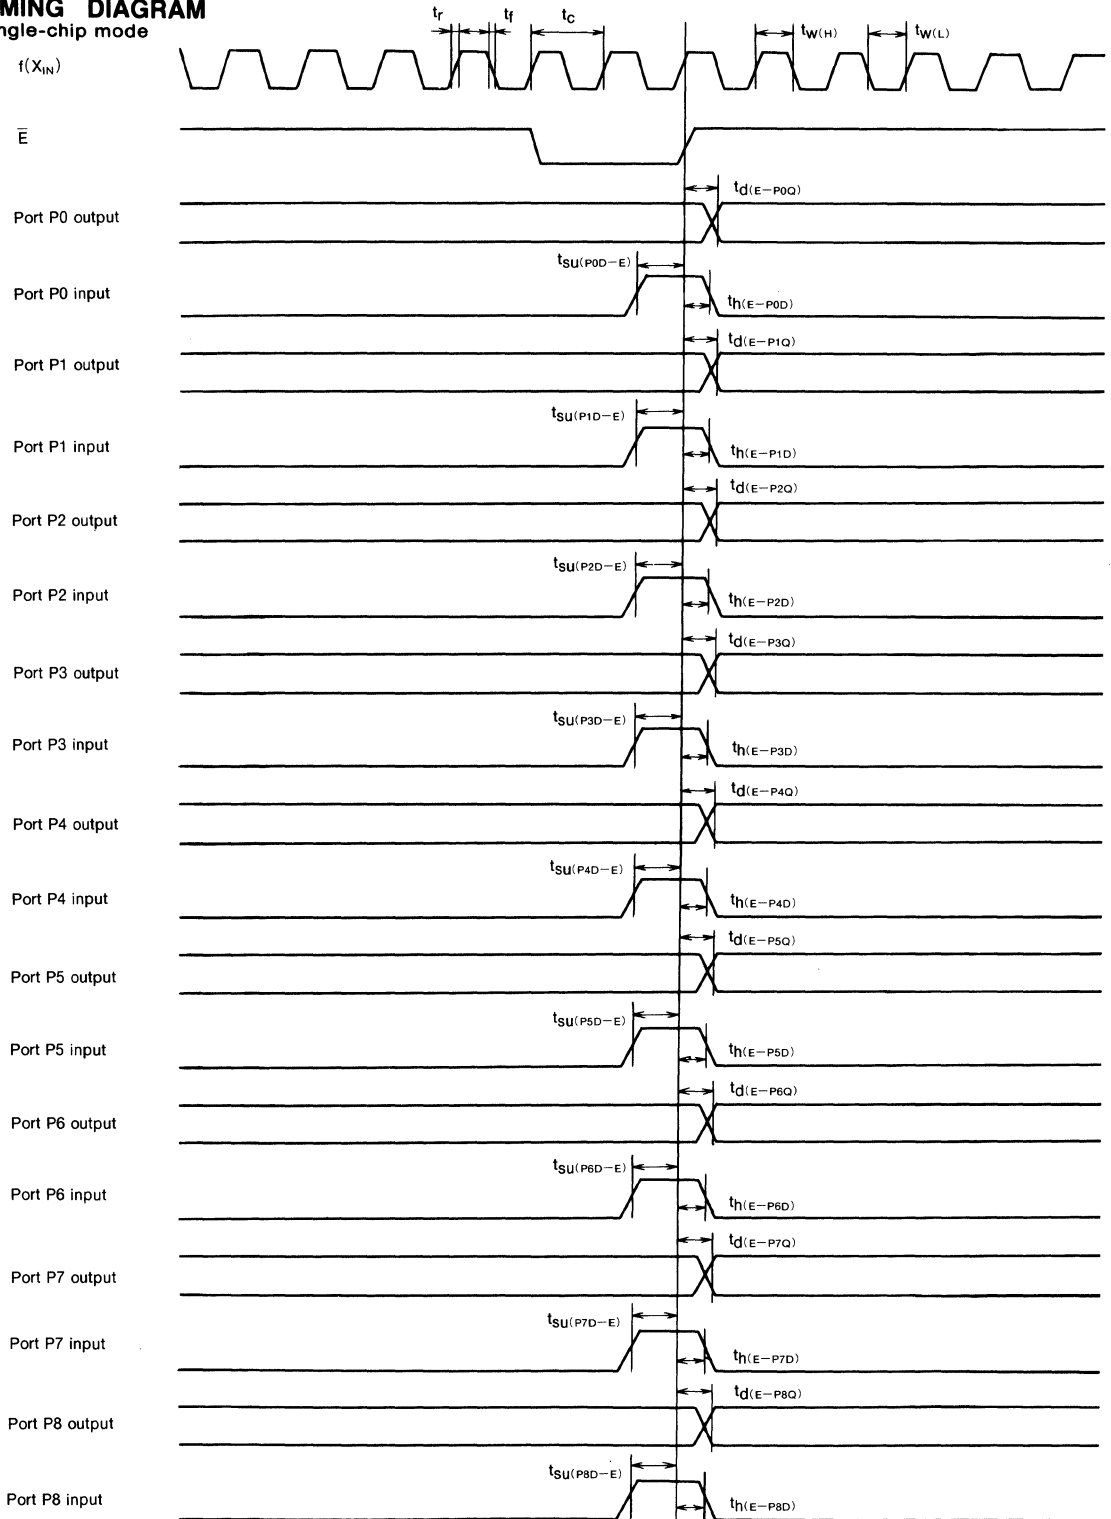 MING DIAGRAM
ngle-chip mode
tr tf tc tW(H) tW(L)
f(XIN)
E̅
td(E−P0Q)
Port P0 output
tsu(P0D−E)
Port P0 input
th(E−P0D)
td(E−P1Q)
Port P1 output
tsu(P1D−E)
Port P1 input
th(E−P1D)
td(E−P2Q)
Port P2 output
tsu(P2D−E)
Port P2 input
th(E−P2D)
td(E−P3Q)
Port P3 output
tsu(P3D−E)
Port P3 input
th(E−P3D)
td(E−P4Q)
Port P4 output
tsu(P4D−E)
Port P4 input
th(E−P4D)
td(E−P5Q)
Port P5 output
tsu(P5D−E)
Port P5 input
th(E−P5D)
td(E−P6Q)
Port P6 output
tsu(P6D−E)
Port P6 input
th(E−P6D)
td(E−P7Q)
Port P7 output
tsu(P7D−E)
Port P7 input
th(E−P7D)
td(E−P8Q)
Port P8 output
tsu(P8D−E)
Port P8 input
th(E−P8D)